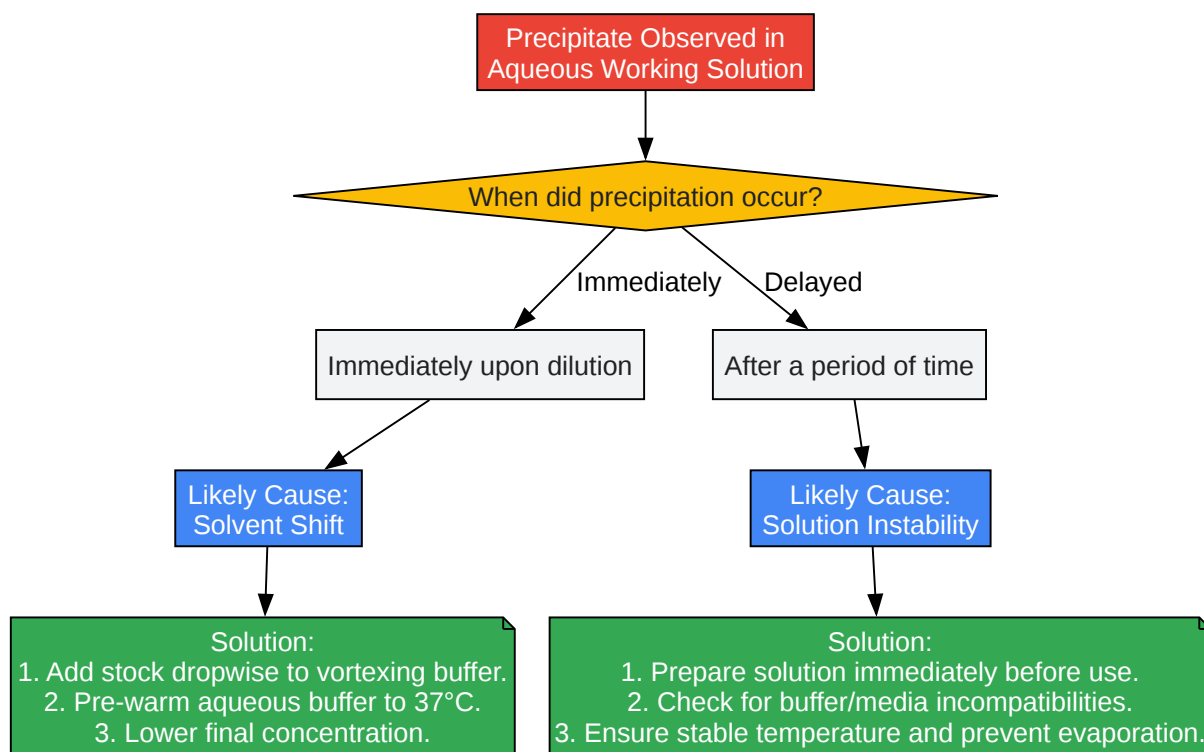 Precipitate Observed in
Aqueous Working Solution
When did precipitation occur?
Immediately
Delayed
Immediately upon dilution
After a period of time
Likely Cause:
Solvent Shift
Likely Cause:
Solution Instability
Solution:
1. Add stock dropwise to vortexing buffer.
2. Pre-warm aqueous buffer to 37°C.
3. Lower final concentration.
Solution:
1. Prepare solution immediately before use.
2. Check for buffer/media incompatibilities.
3. Ensure stable temperature and prevent evaporation.